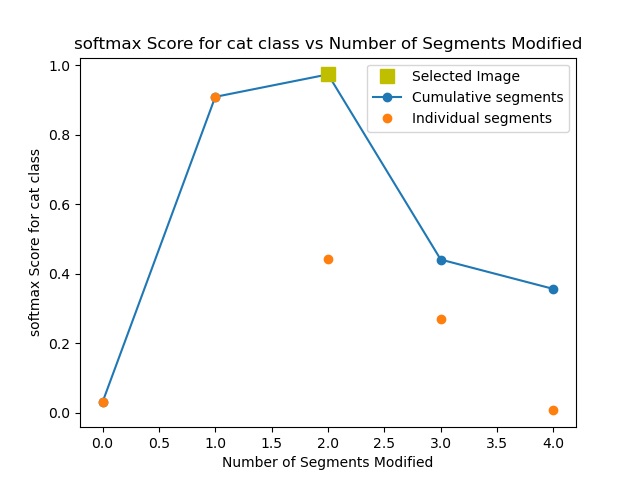 softmax Score for cat class vs Number of Segments Modified
1.0
0.8
0.6
0.4
0.2
0.0
softmax Score for cat class
Selected Image
Cumulative segments
Individual segments
0.0 0.5 1.0 1.5 2.0 2.5 3.0 3.5 4.0
Number of Segments Modified